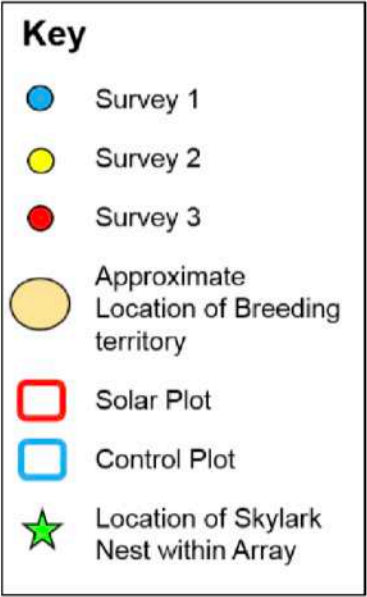 Key
Survey 1
Survey 2
Survey 3
Approximate
Location of Breeding
territory
Solar Plot
Control Plot
Location of Skylark
Nest within Array